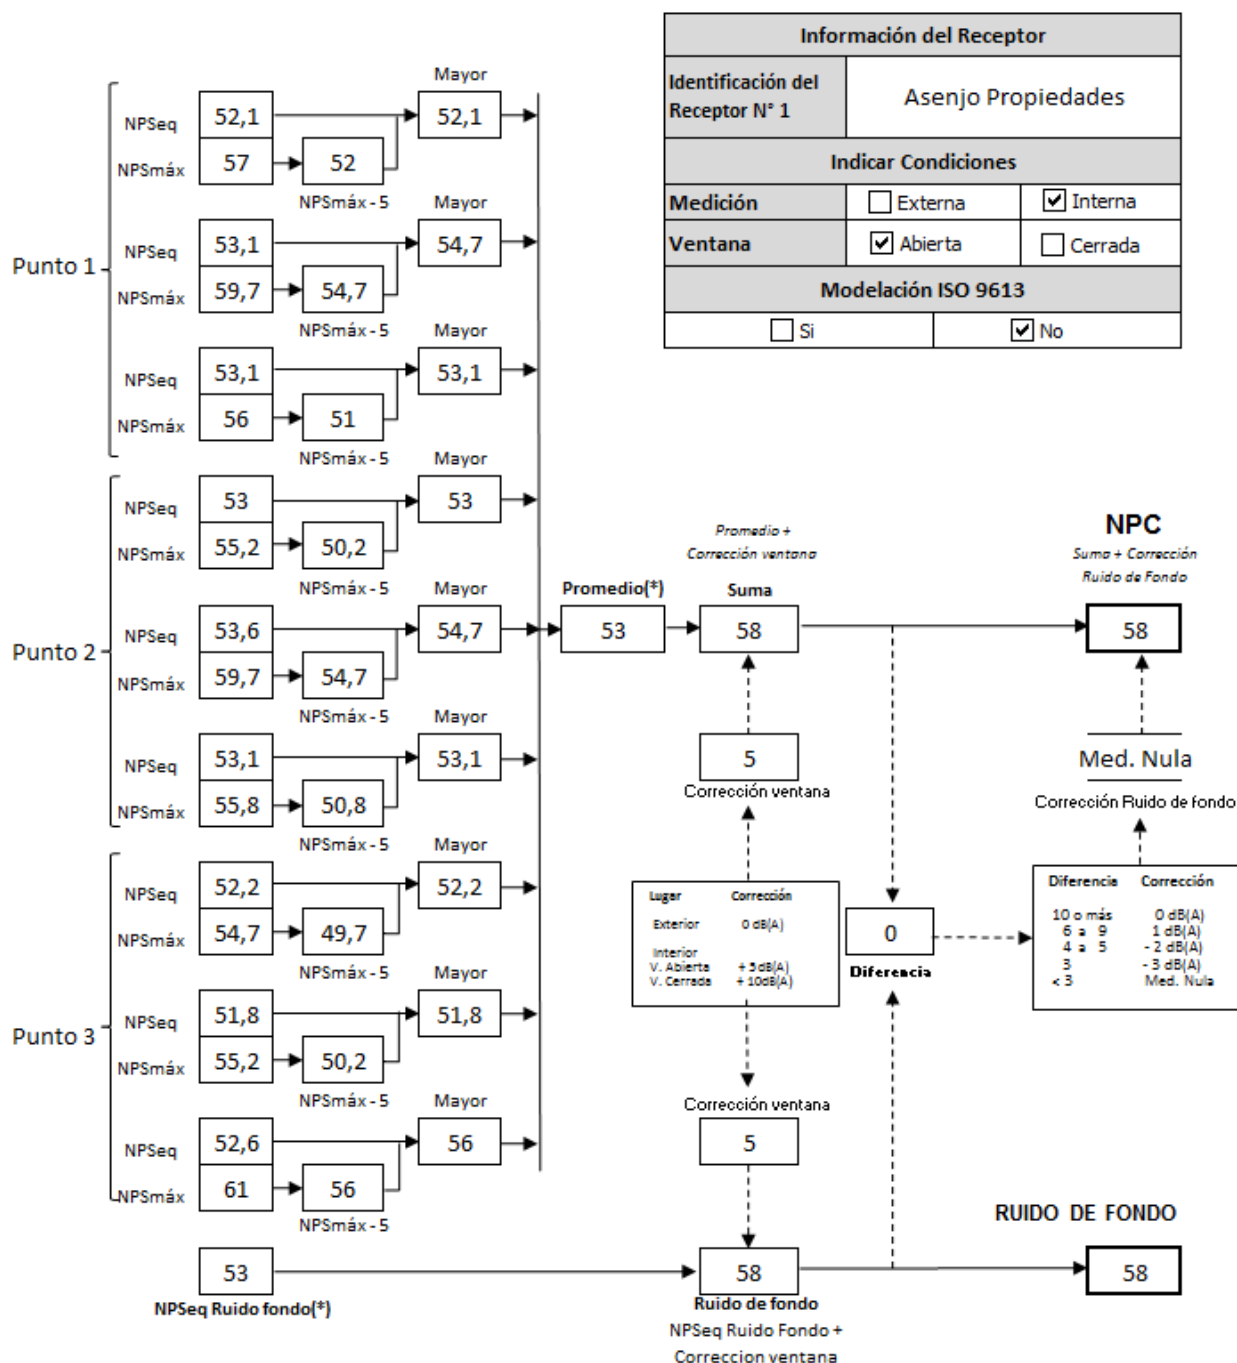 Información del Receptor
Identificación del
Receptor N° 1
Asenjo Propiedades
Indicar Condiciones
Medición
Externa
Interna
Ventana
Abierta
Cerrada
Modelación ISO 9613
Si
No
Punto 1
Mayor
NPSeq
52,1
52,1
NPSmáx
57
52
NPSmáx - 5
Mayor
NPSeq
53,1
54,7
NPSmáx
59,7
54,7
NPSmáx - 5
Mayor
NPSeq
53,1
53,1
NPSmáx
56
51
NPSmáx - 5
Punto 2
Mayor
NPSeq
53
53
NPSmáx
55,2
50,2
NPSmáx - 5
Mayor
NPSeq
53,6
54,7
NPSmáx
59,7
54,7
NPSmáx - 5
Mayor
NPSeq
53,1
53,1
NPSmáx
55,8
50,8
NPSmáx - 5
Punto 3
Mayor
NPSeq
52,2
52,2
NPSmáx
54,7
49,7
NPSmáx - 5
Mayor
NPSeq
51,8
51,8
NPSmáx
55,2
50,2
NPSmáx - 5
Mayor
NPSeq
52,6
56
NPSmáx
61
56
NPSmáx - 5
53
NPSeq Ruido fondo(*)
Promedio(*)
53
Promedio +
Corrección ventana
Suma
58
5
Corrección ventana
Lugar Corrección
Exterior 0 dB(A)
Interior
V. Abierta + 5dB(A)
V. Cerrada + 10dB(A)
Corrección ventana
5
58
Ruido de fondo
NPSeq Ruido Fondo +
Correccion ventana
0
Diferencia
NPC
Suma + Corrección
Ruido de Fondo
58
Med. Nula
Corrección Ruido de fondo
Diferencia Corrección
10 o más 0 dB(A)
6 a 9 1 dB(A)
4 a 5 - 2 dB(A)
3 - 3 dB(A)
< 3 Med. Nula
RUIDO DE FONDO
58